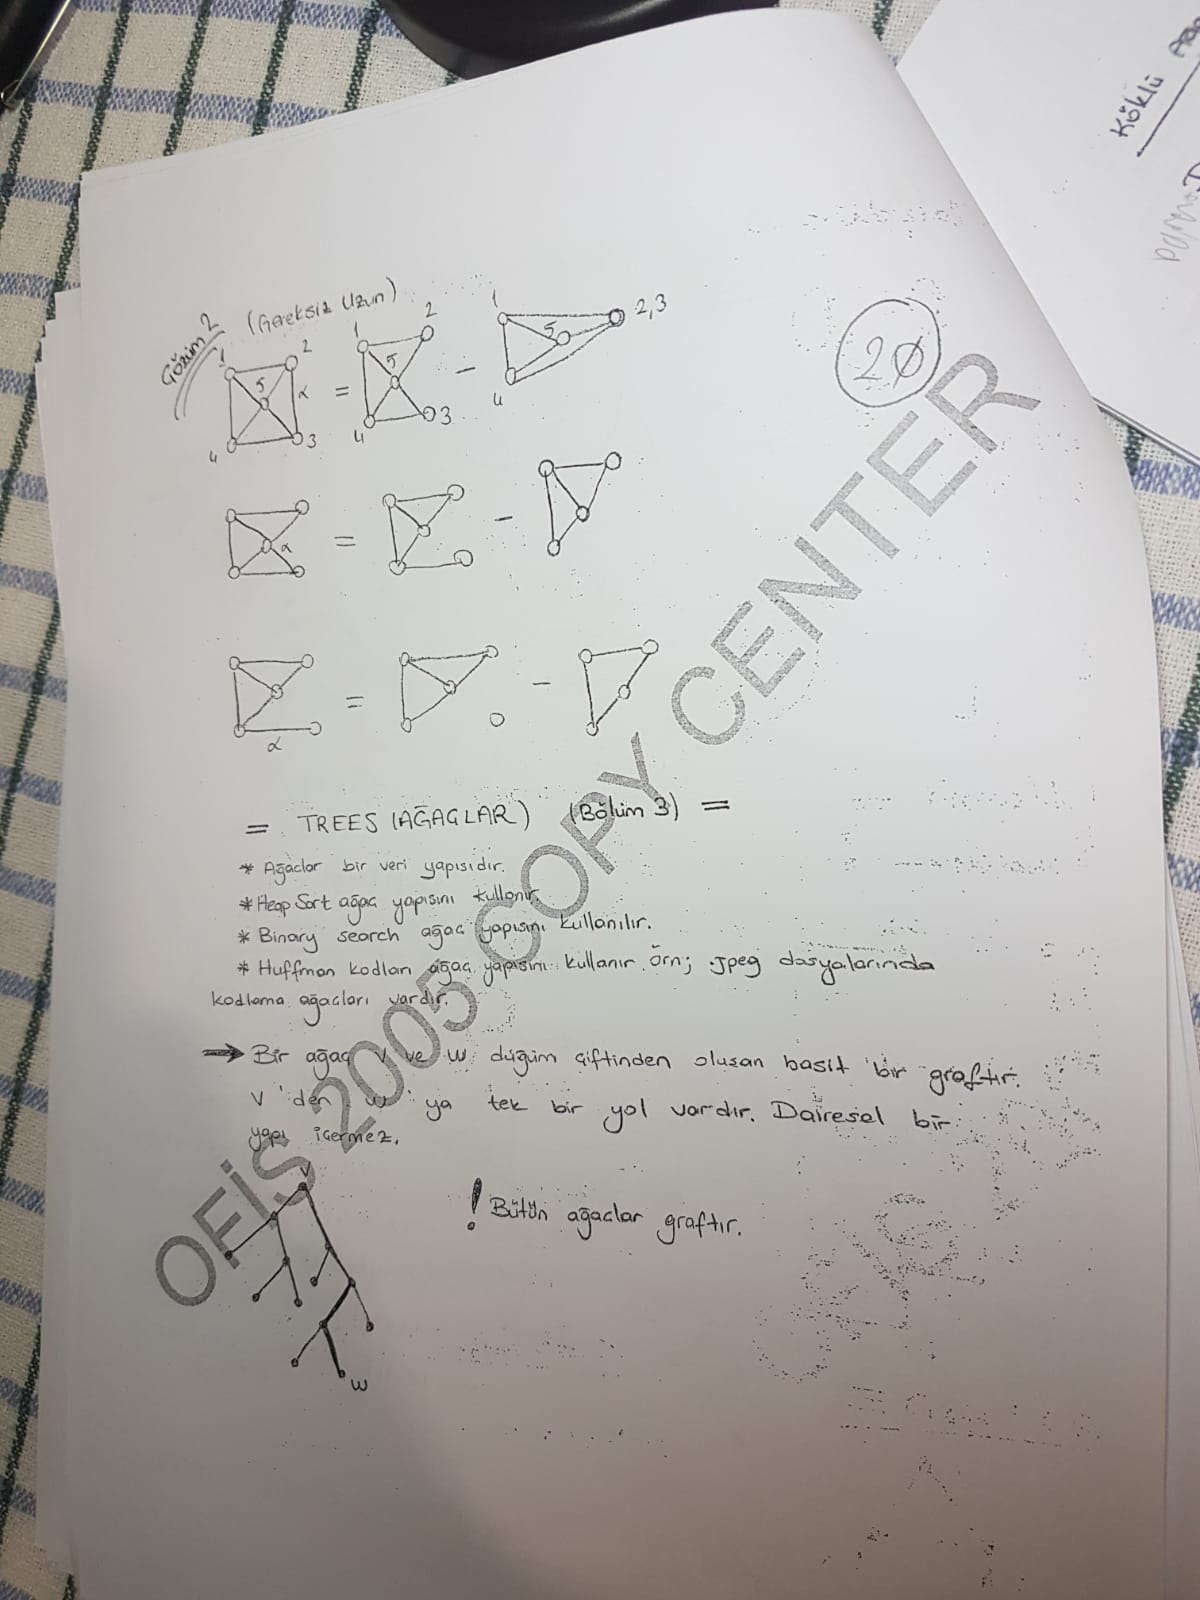 Köklü
Çözüm 2 (Gereksiz Uzun)
20
1 2 5 α 4 3 = 1 2 5 4 3 - 1 2,3 5 4
α = -
α = -
= TREES (AĞAÇLAR) (Bölüm 3) =
* Ağaçlar bir veri yapısıdır.
* Heap Sort ağaç yapısını kullanır.
* Binary search ağaç yapısını kullanılır.
* Huffman kodları ağaç yapısını kullanır. Örn; .jpeg dosyalarında
kodlama ağaçları vardır.
→ Bir ağaç v ve w düğüm çiftinden oluşan basit bir graftır.
v'den w'ya tek bir yol vardır. Dairesel bir
yapı içermez.
v
! Bütün ağaçlar graftır.
w
OFİS 2005 COPY CENTER